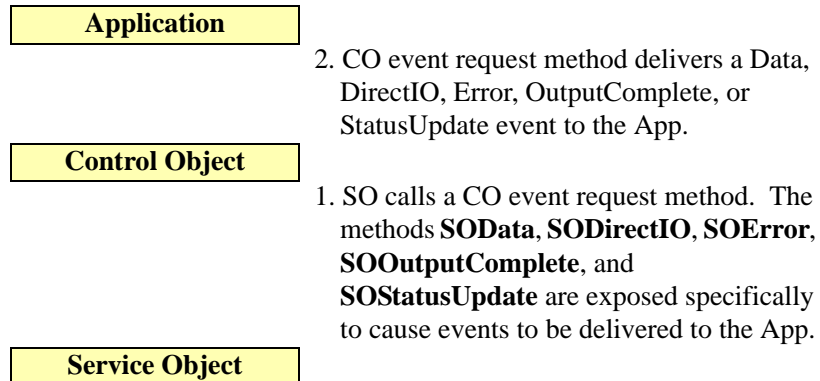 Application
2. CO event request method delivers a Data,
DirectIO, Error, OutputComplete, or
StatusUpdate event to the App.
Control Object
1. SO calls a CO event request method. The
methods SOData, SODirectIO, SOError,
SOOutputComplete, and
SOStatusUpdate are exposed specifically
to cause events to be delivered to the App.
Service Object